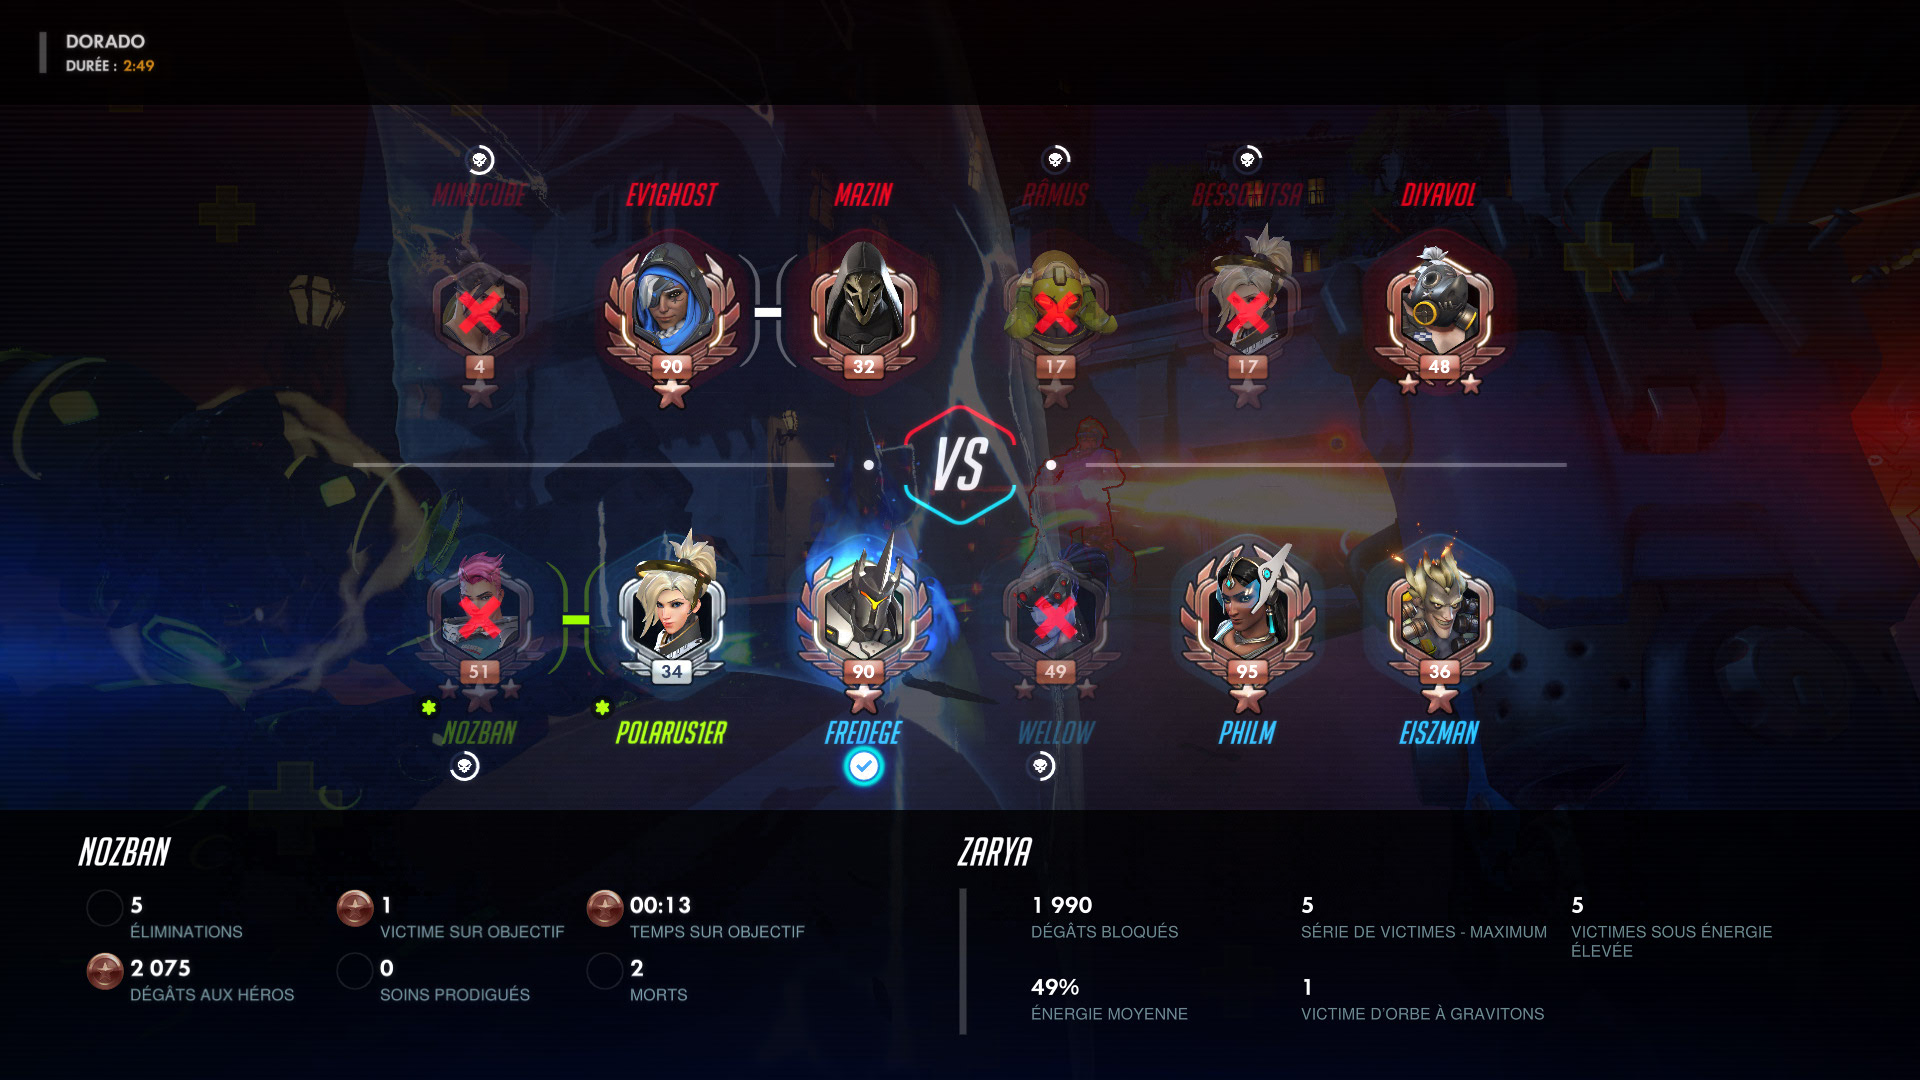 DORADO
DURÉE : 2:49
MINOCUBE EV1GHOST MAZIN RÂMUS DIYAVOL
4 90 32 17 17 48
VS
51 34 90 49 95 36
NOZBAN POLARUS1ER FREDEGE WELLOW PHILM EISZMAN
NOZBAN
5
ÉLIMINATIONS
1
VICTIME SUR OBJECTIF
00:13
TEMPS SUR OBJECTIF
2 075
DÉGÂTS AUX HÉROS
0
SOINS PRODIGUÉS
2
MORTS
ZARYA
1 990
DÉGÂTS BLOQUÉS
5
SÉRIE DE VICTIMES - MAXIMUM
5
VICTIMES SOUS ÉNERGIE
ÉLEVÉE
49%
ÉNERGIE MOYENNE
1
VICTIME D'ORBE À GRAVITONS